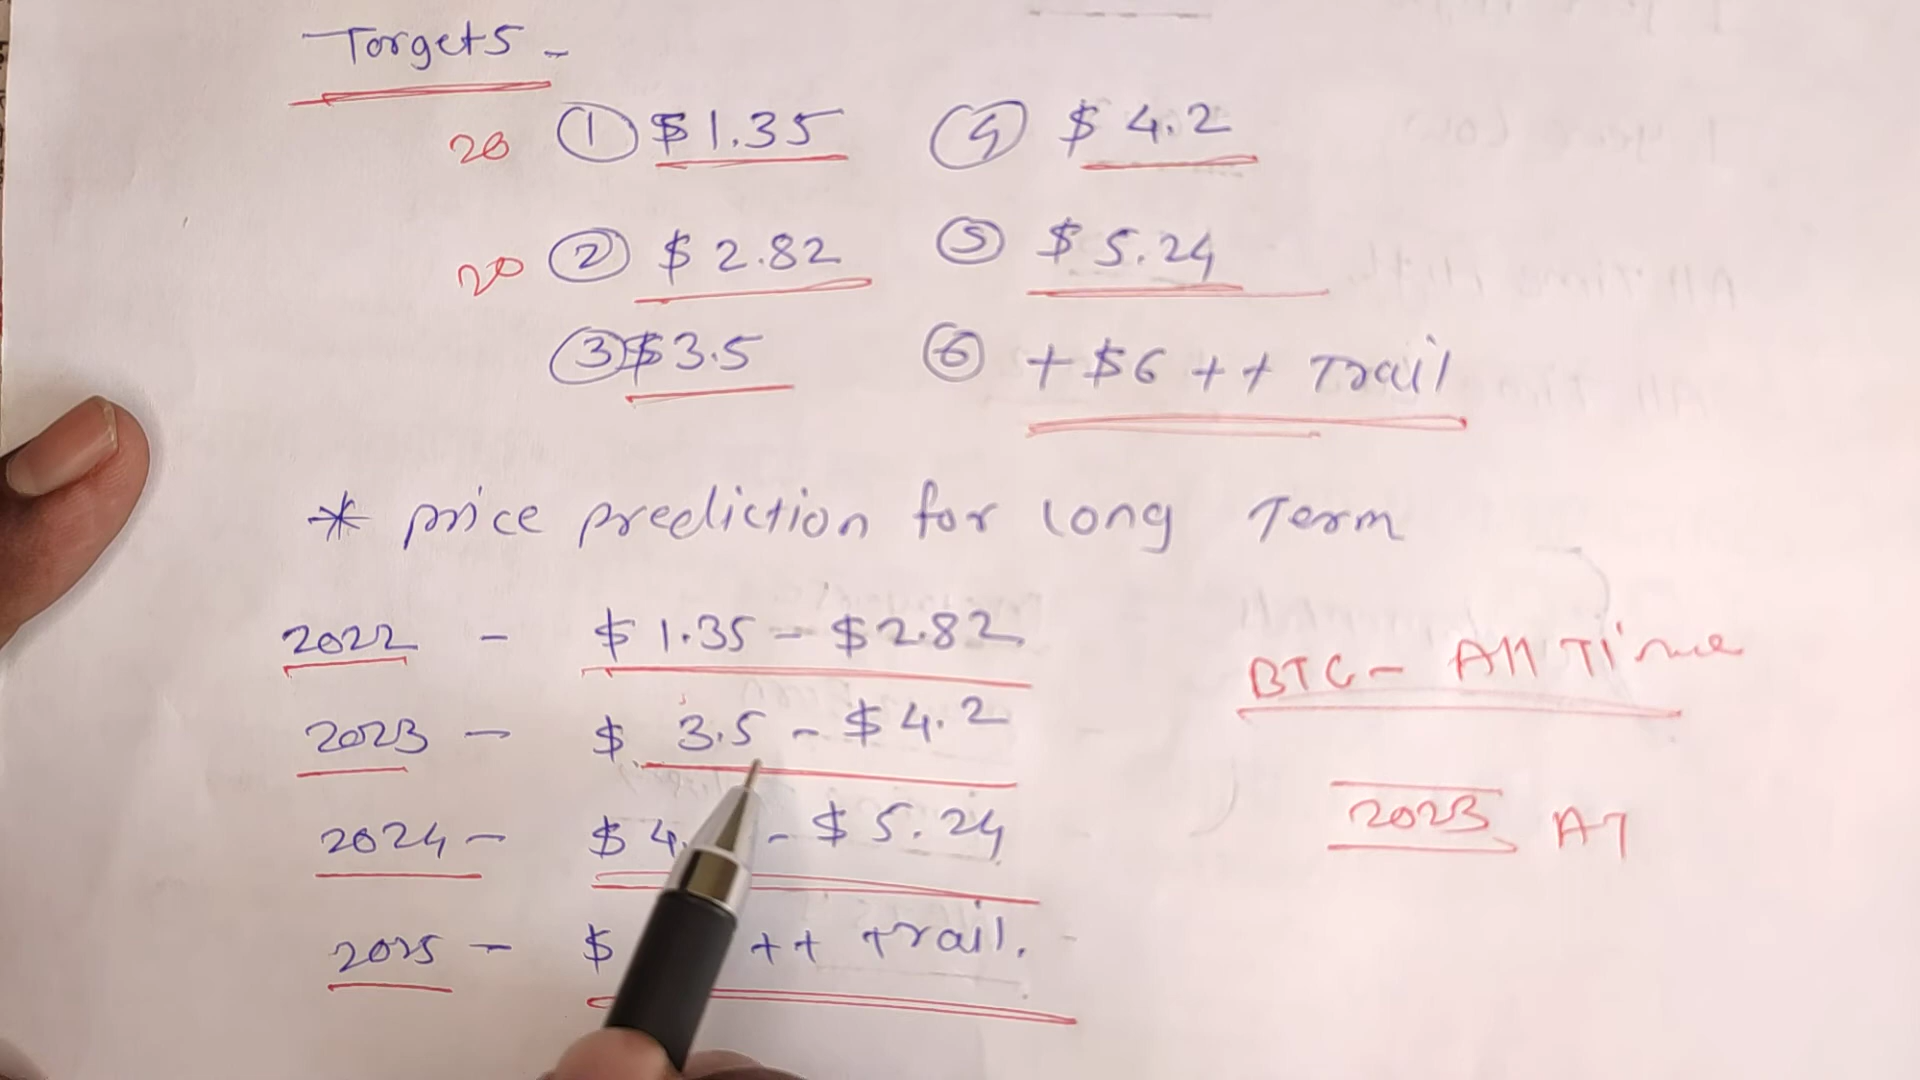 Torgets -
20 ① $1.35 ④ $ 4.2
20 ② $ 2.82 ⑤ $ 5.24
③ $3.5 ⑥ + $6 ++ Trail
* price prediction for Long Term
2022 - $ 1.35 - $2.82
BTC - All Time
2023 - $ 3.5 - $4.2
2024 - $ 4. - $ 5.24
2023 AT
2025 - $ ++ trail.